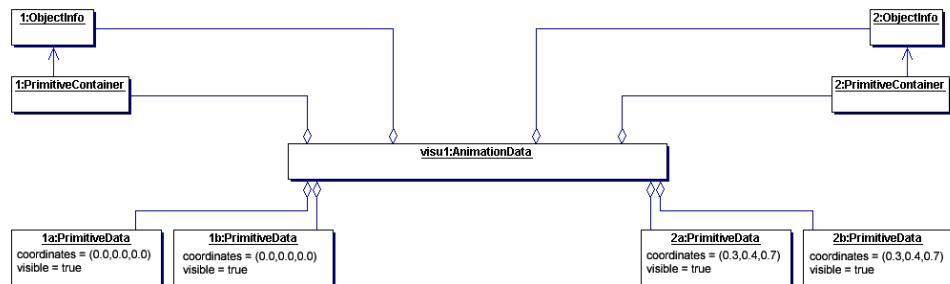 1:ObjectInfo
2:ObjectInfo
1:PrimitiveContainer
2:PrimitiveContainer
visu1:AnimationData
1a:PrimitiveData
coordinates = (0.0,0.0,0.0)
visible = true
1b:PrimitiveData
coordinates = (0.0,0.0,0.0)
visible = true
2a:PrimitiveData
coordinates = (0.3,0.4,0.7)
visible = true
2b:PrimitiveData
coordinates = (0.3,0.4,0.7)
visible = true